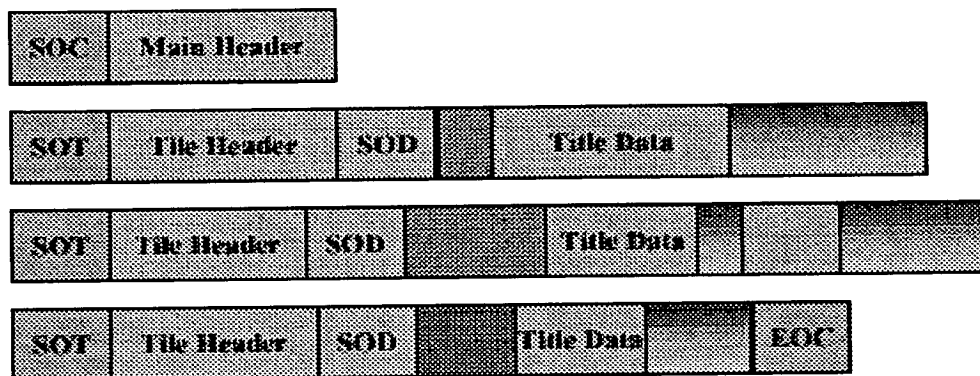 SOC Main Header
SOT Tile Header SOD Title Data
SOT Tile Header SOD Title Data
SOT Tile Header SOD Title Data EOC